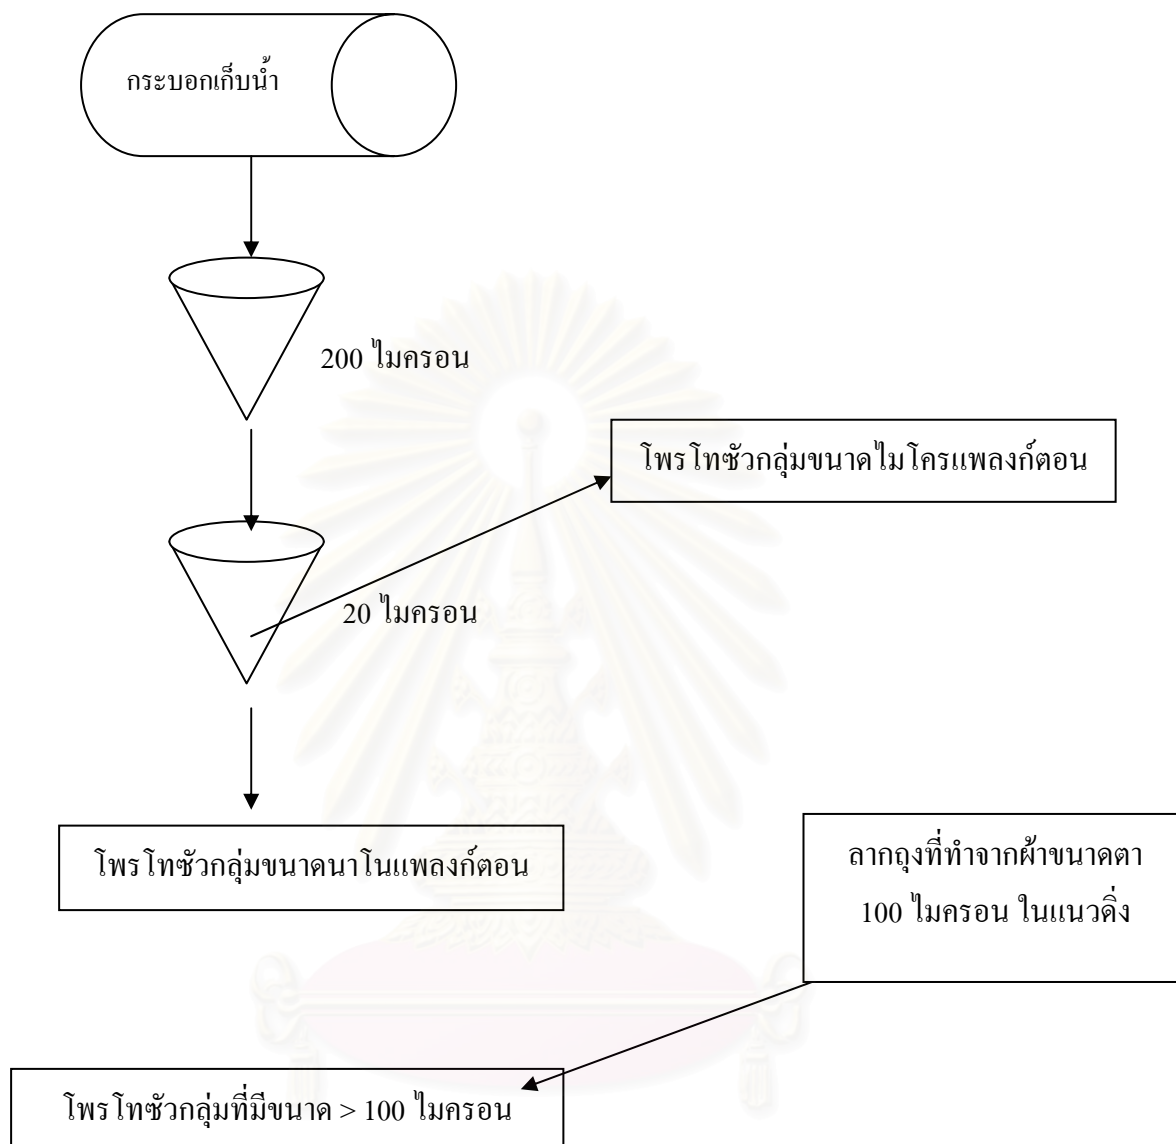 กระบอกเก็บน้ำ
200 ไมครอน
โพรโทซัวกลุ่มขนาดไมโครแพลงก์ตอน
20 ไมครอน
โพรโทซัวกลุ่มขนาดนาโนแพลงก์ตอน
ลากถุงที่ทำจากผ้าขนาดตา
100 ไมครอน ในแนวดิ่ง
โพรโทซัวกลุ่มที่มีขนาด > 100 ไมครอน